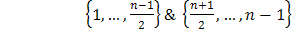 {1, …, (n−1)/2} & {(n+1)/2, …, n − 1}